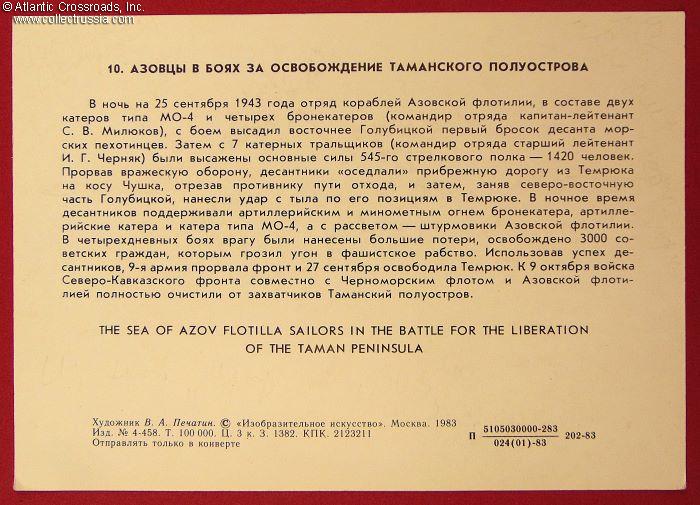 © Atlantic Crossroads, Inc.
www.collectrussia.com
10. АЗОВЦЫ В БОЯХ ЗА ОСВОБОЖДЕНИЕ ТАМАНСКОГО ПОЛУОСТРОВА
В ночь на 25 сентября 1943 года отряд кораблей Азовской флотилии, в составе двух
катеров типа МО-4 и четырех бронекатеров (командир отряда капитан-лейтенант
С. В. Милюков), с боем высадил восточнее Голубицкой первый бросок десанта мор-
ских пехотинцев. Затем с 7 катерных тральщиков (командир отряда старший лейтенант
И. Г. Черняк) были высажены основные силы 545-го стрелкового полка — 1420 человек.
Прорвав вражескую оборону, десантники «оседлали» прибрежную дорогу из Темрюка
на косу Чушка, отрезав противнику пути отхода, и затем, заняв северо-восточную
часть Голубицкой, нанесли удар с тыла по его позициям в Темрюке. В ночное время
десантников поддерживали артиллерийским и минометным огнем бронекатера, артилле-
рийские катера и катера типа МО-4, а с рассветом — штурмовики Азовской флотилии.
В четырехдневных боях врагу были нанесены большие потери, освобождено 3000 со-
ветских граждан, которым грозил угон в фашистское рабство. Использовав успех де-
сантников, 9-я армия прорвала фронт и 27 сентября освободила Темрюк. К 9 октября войска
Северо-Кавказского фронта совместно с Черноморским флотом и Азовской флоти-
лией полностью очистили от захватчиков Таманский полуостров.
THE SEA OF AZOV FLOTILLA SAILORS IN THE BATTLE FOR THE LIBERATION
OF THE TAMAN PENINSULA
Художник В. А. Печатин. © «Изобразительное искусство». Москва. 1983
Изд. № 4-458. Т. 100 000. Ц. 3 к. З. 1382. КПК. 2123211
Отправлять только в конверте
П 5105030000-283 202-83
024(01)-83